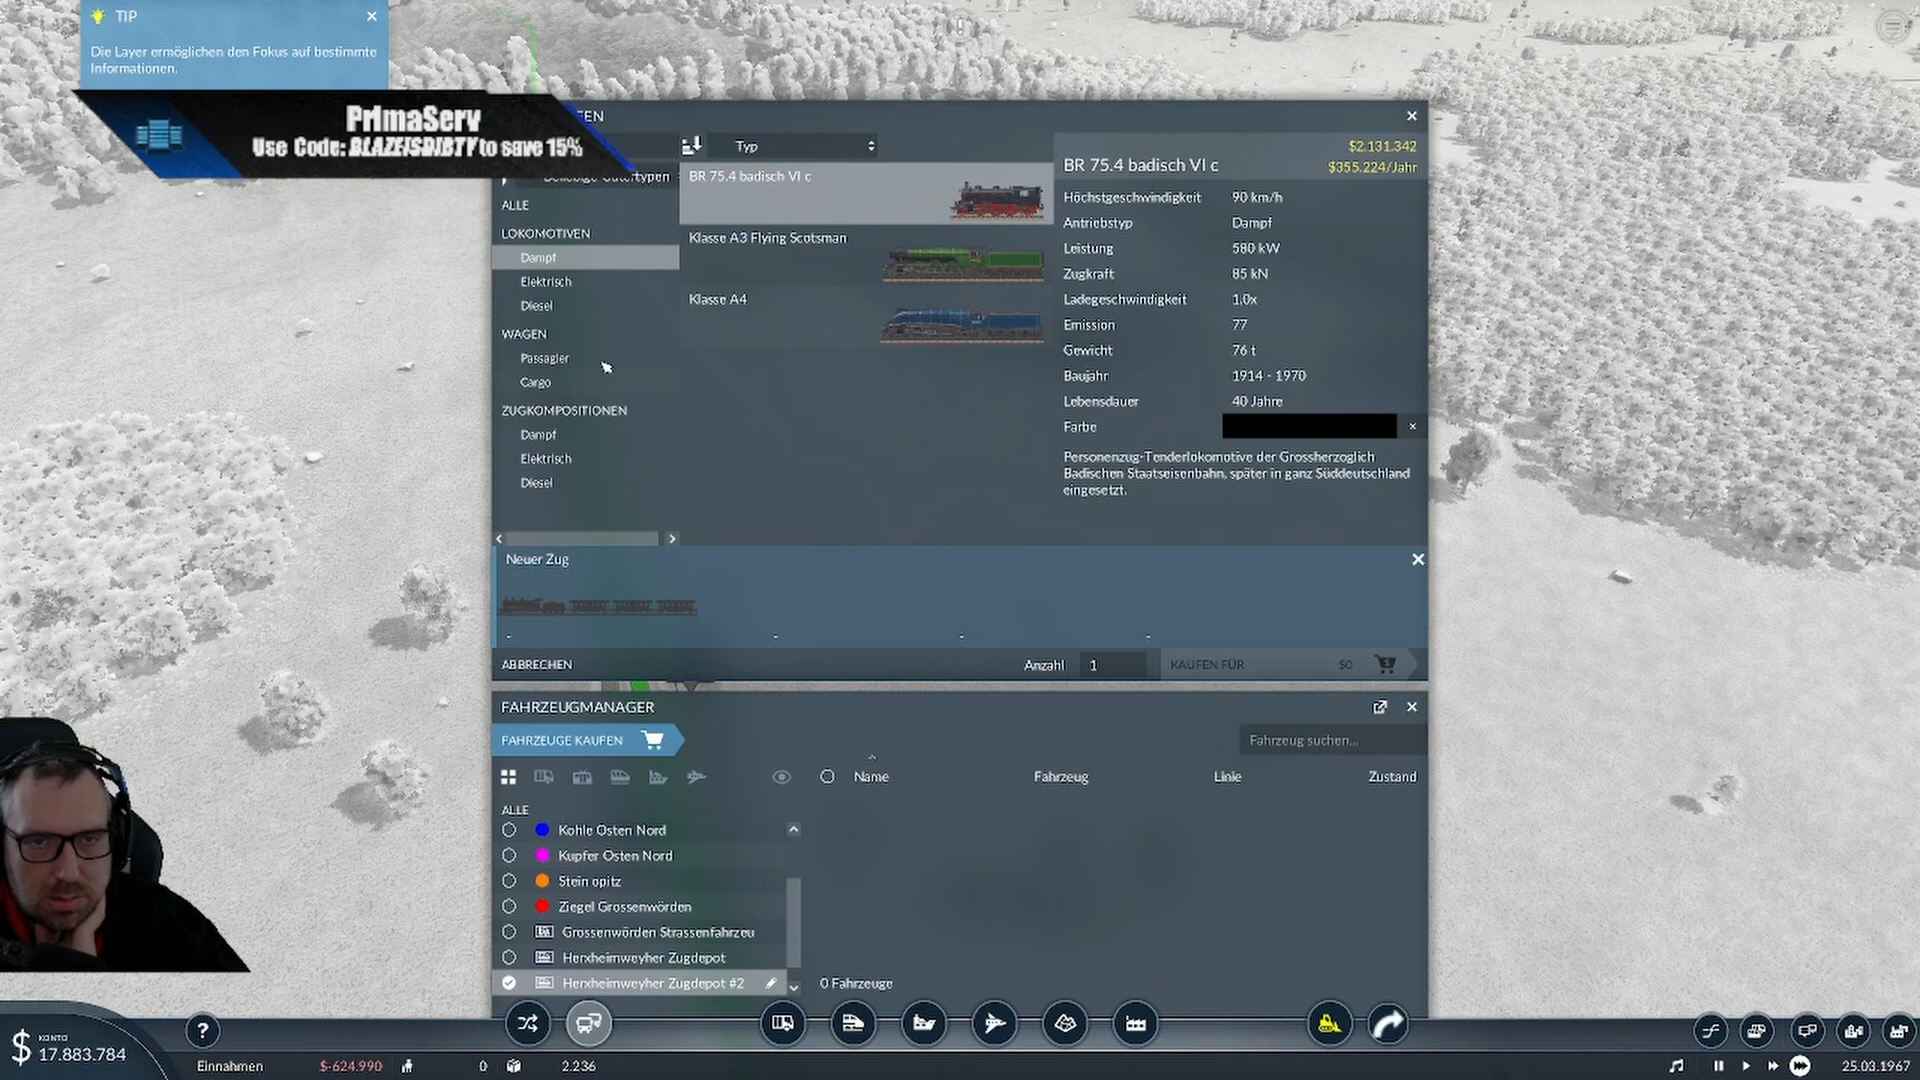 TIP
Die Layer ermöglichen den Fokus auf bestimmte
Informationen.
PrimaServ
Use Code: BLAZEISDIBTY to save 15%
EN
Typ
ALLE
LOKOMOTIVEN
Dampf
Elektrisch
Diesel
WAGEN
Passagier
Cargo
ZUGKOMPOSITIONEN
Dampf
Elektrisch
Diesel
BR 75.4 badisch VI c
Klasse A3 Flying Scotsman
Klasse A4
$2.131.342
BR 75.4 badisch VI c
$355.224/Jahr
Höchstgeschwindigkeit 90 km/h
Antriebstyp Dampf
Leistung 580 kW
Zugkraft 85 kN
Ladegeschwindigkeit 1,0x
Emission 77
Gewicht 76 t
Baujahr 1914 - 1970
Lebensdauer 40 Jahre
Farbe
Personenzug-Tenderlokomotive der Grossherzoglich
Badischen Staatseisenbahn, später in ganz Süddeutschland
eingesetzt.
Neuer Zug
- - - -
ABBRECHEN Anzahl 1 KAUFEN FÜR $0
FAHRZEUGMANAGER
FAHRZEUGE KAUFEN Fahrzeug suchen...
Name Fahrzeug Linie Zustand
ALLE
Kohle Osten Nord
Kupfer Osten Nord
Stein opitz
Ziegel Grossenwörden
Grossenwörden Strassenfahrzeu
Herxheimweyher Zugdepot
Herxheimweyher Zugdepot #2
0 Fahrzeuge
$ KONTO
17.883.784
?
Einnahmen $-624.990 0 2.236
25.03.1967